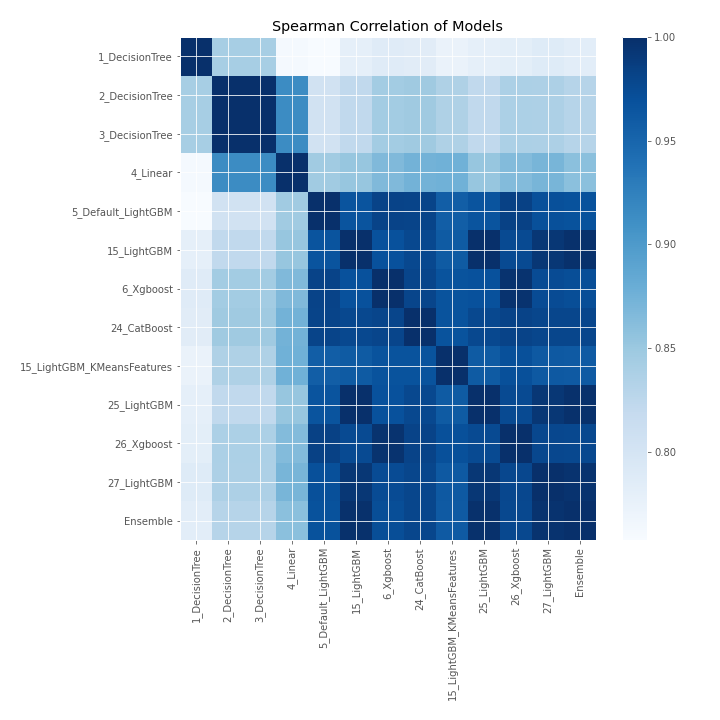 Spearman Correlation of Models
1_DecisionTree
2_DecisionTree
3_DecisionTree
4_Linear
5_Default_LightGBM
15_LightGBM
6_Xgboost
24_CatBoost
15_LightGBM_KMeansFeatures
25_LightGBM
26_Xgboost
27_LightGBM
Ensemble
1_DecisionTree
2_DecisionTree
3_DecisionTree
4_Linear
5_Default_LightGBM
15_LightGBM
6_Xgboost
24_CatBoost
15_LightGBM_KMeansFeatures
25_LightGBM
26_Xgboost
27_LightGBM
Ensemble
1.00
0.95
0.90
0.85
0.80